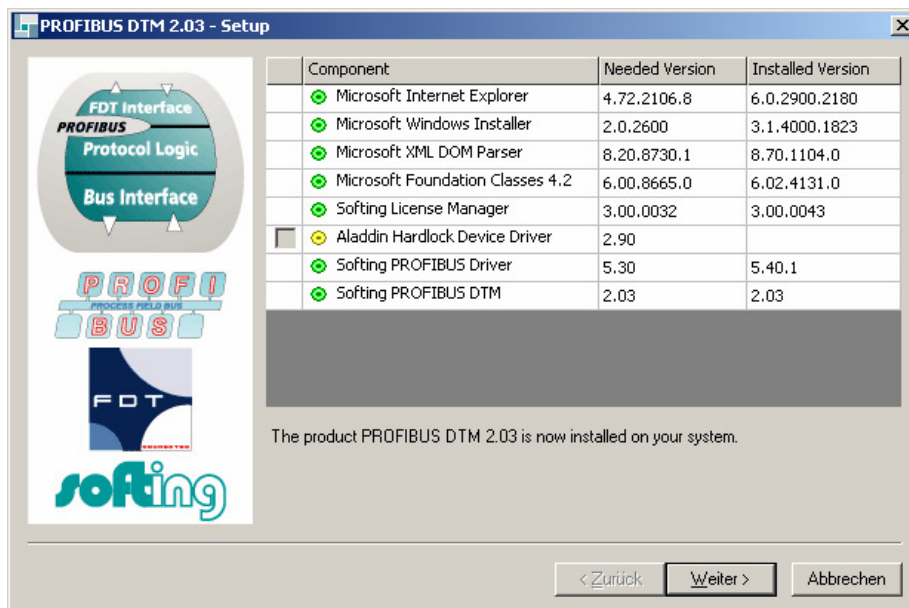 PROFIBUS DTM 2.03 - Setup
FDT Interface
PROFIBUS
Protocol Logic
Bus Interface
PROFI
PROCESS FIELD BUS
BUS
FDT
softing
Component Needed Version Installed Version
Microsoft Internet Explorer 4.72.2106.8 6.0.2900.2180
Microsoft Windows Installer 2.0.2600 3.1.4000.1823
Microsoft XML DOM Parser 8.20.8730.1 8.70.1104.0
Microsoft Foundation Classes 4.2 6.00.8665.0 6.02.4131.0
Softing License Manager 3.00.0032 3.00.0043
Aladdin Hardlock Device Driver 2.90
Softing PROFIBUS Driver 5.30 5.40.1
Softing PROFIBUS DTM 2.03 2.03
The product PROFIBUS DTM 2.03 is now installed on your system.
< Zurück Weiter > Abbrechen